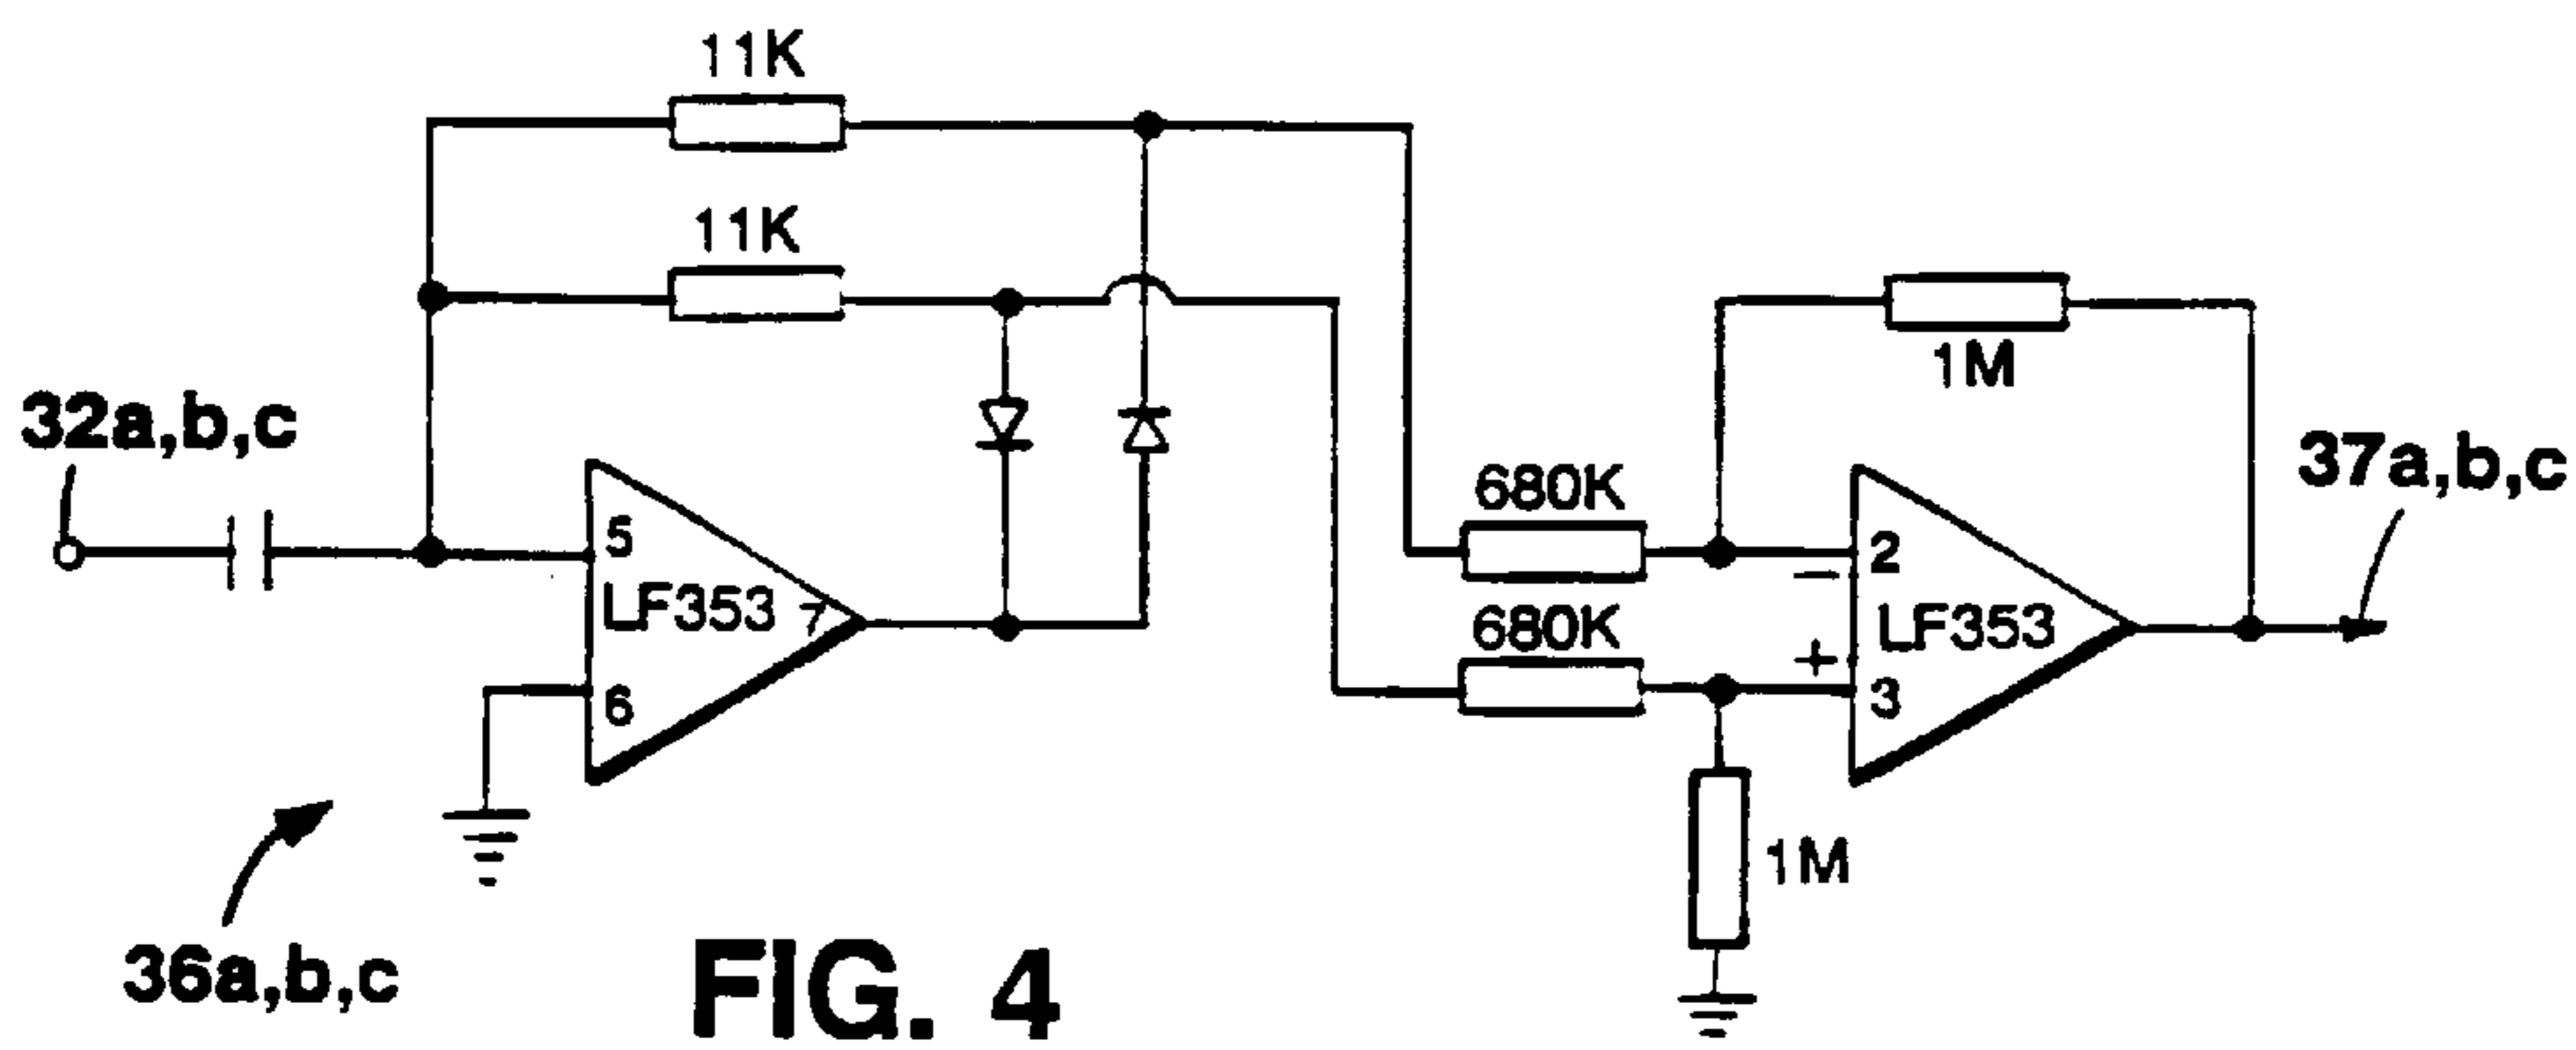 11K
11K
1M
32a,b,c
37a,b,c
680K
5
2
−
LF353
7
680K
LF353
+
6
3
1M
36a,b,c
FIG. 4